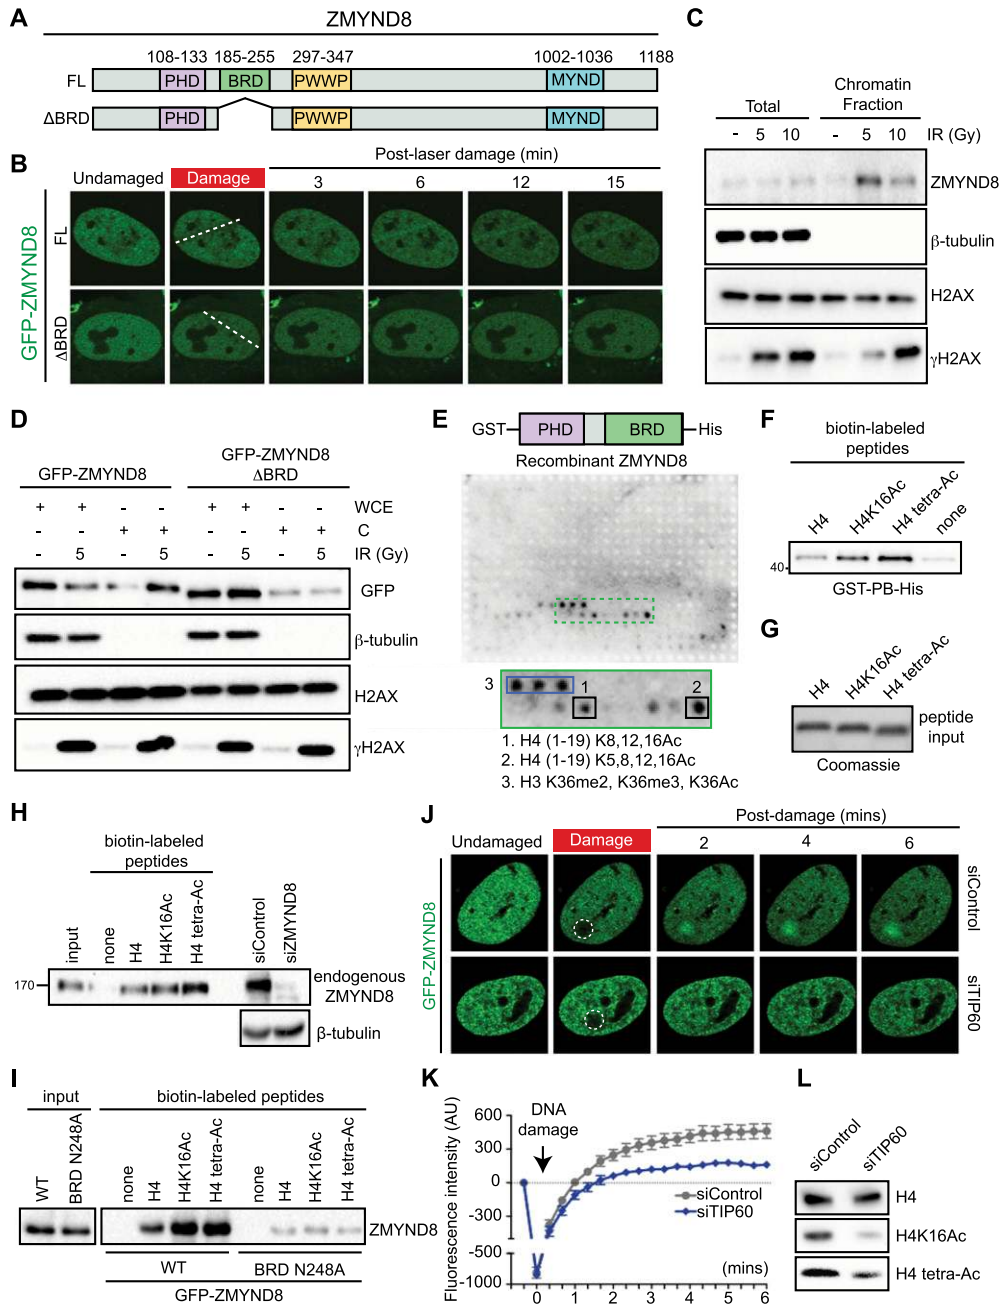 A
ZMYND8
108-133 185-255 297-347 1002-1036 1188
FL PHD BRD PWWP MYND
ΔBRD PHD PWWP MYND
B
Post-laser damage (min)
Undamaged Damage 3 6 12 15
GFP-ZMYND8
FL
ΔBRD
C
Total Chromatin Fraction
- 5 10 - 5 10 IR (Gy)
ZMYND8
β-tubulin
H2AX
γH2AX
D
GFP-ZMYND8 GFP-ZMYND8 ΔBRD
+ + - - + + - - WCE
- - + + - - + + C
- 5 - 5 - 5 - 5 IR (Gy)
GFP
β-tubulin
H2AX
γH2AX
E
GST PHD BRD His
Recombinant ZMYND8
3 1 2
1. H4 (1-19) K8,12,16Ac
2. H4 (1-19) K5,8,12,16Ac
3. H3 K36me2, K36me3, K36Ac
F
biotin-labeled
peptides
H4 H4K16Ac H4 tetra-Ac none
40
GST-PB-His
G
H4 H4K16Ac H4 tetra-Ac
peptide
input
Coomassie
H
biotin-labeled
peptides
input none H4 H4K16Ac H4 tetra-Ac siControl siZMYND8
170
endogenous
ZMYND8
β-tubulin
I
input biotin-labeled peptides
WT BRD N248A none H4 H4K16Ac H4 tetra-Ac none H4 H4K16Ac H4 tetra-Ac
ZMYND8
WT BRD N248A
GFP-ZMYND8
J
Post-damage (mins)
Undamaged Damage 2 4 6
GFP-ZMYND8
siControl
siTIP60
K
Fluorescence intensity (AU)
DNA
damage
600
300
0
-300
-500
-1000
siControl
siTIP60
(mins)
0 1 2 3 4 5 6
L
siControl siTIP60
H4
H4K16Ac
H4 tetra-Ac